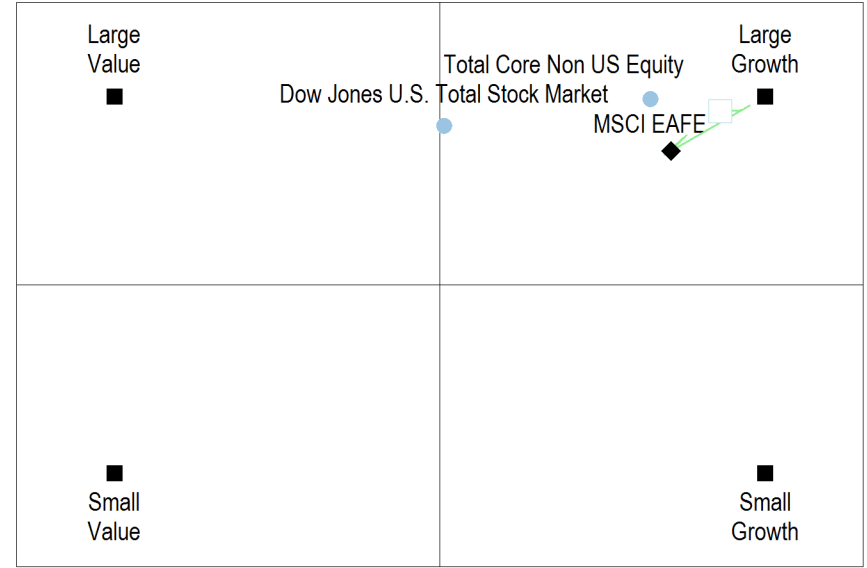 Large
Value
Large
Growth
Total Core Non US Equity
Dow Jones U.S. Total Stock Market
MSCI EAFE
Small
Value
Small
Growth